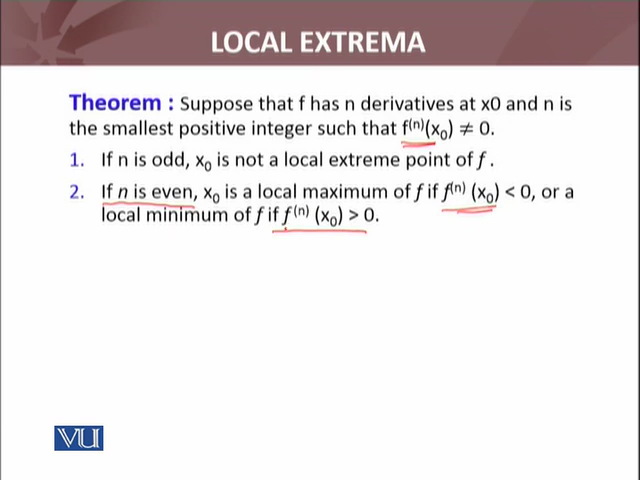 LOCAL EXTREMA
Theorem : Suppose that f has n derivatives at x0 and n is
the smallest positive integer such that f⁽ⁿ⁾(x₀) ≠ 0.
1. If n is odd, x₀ is not a local extreme point of f .
2. If n is even, x₀ is a local maximum of f if f⁽ⁿ⁾ (x₀) < 0, or a
local minimum of f if f⁽ⁿ⁾ (x₀) > 0.
VU